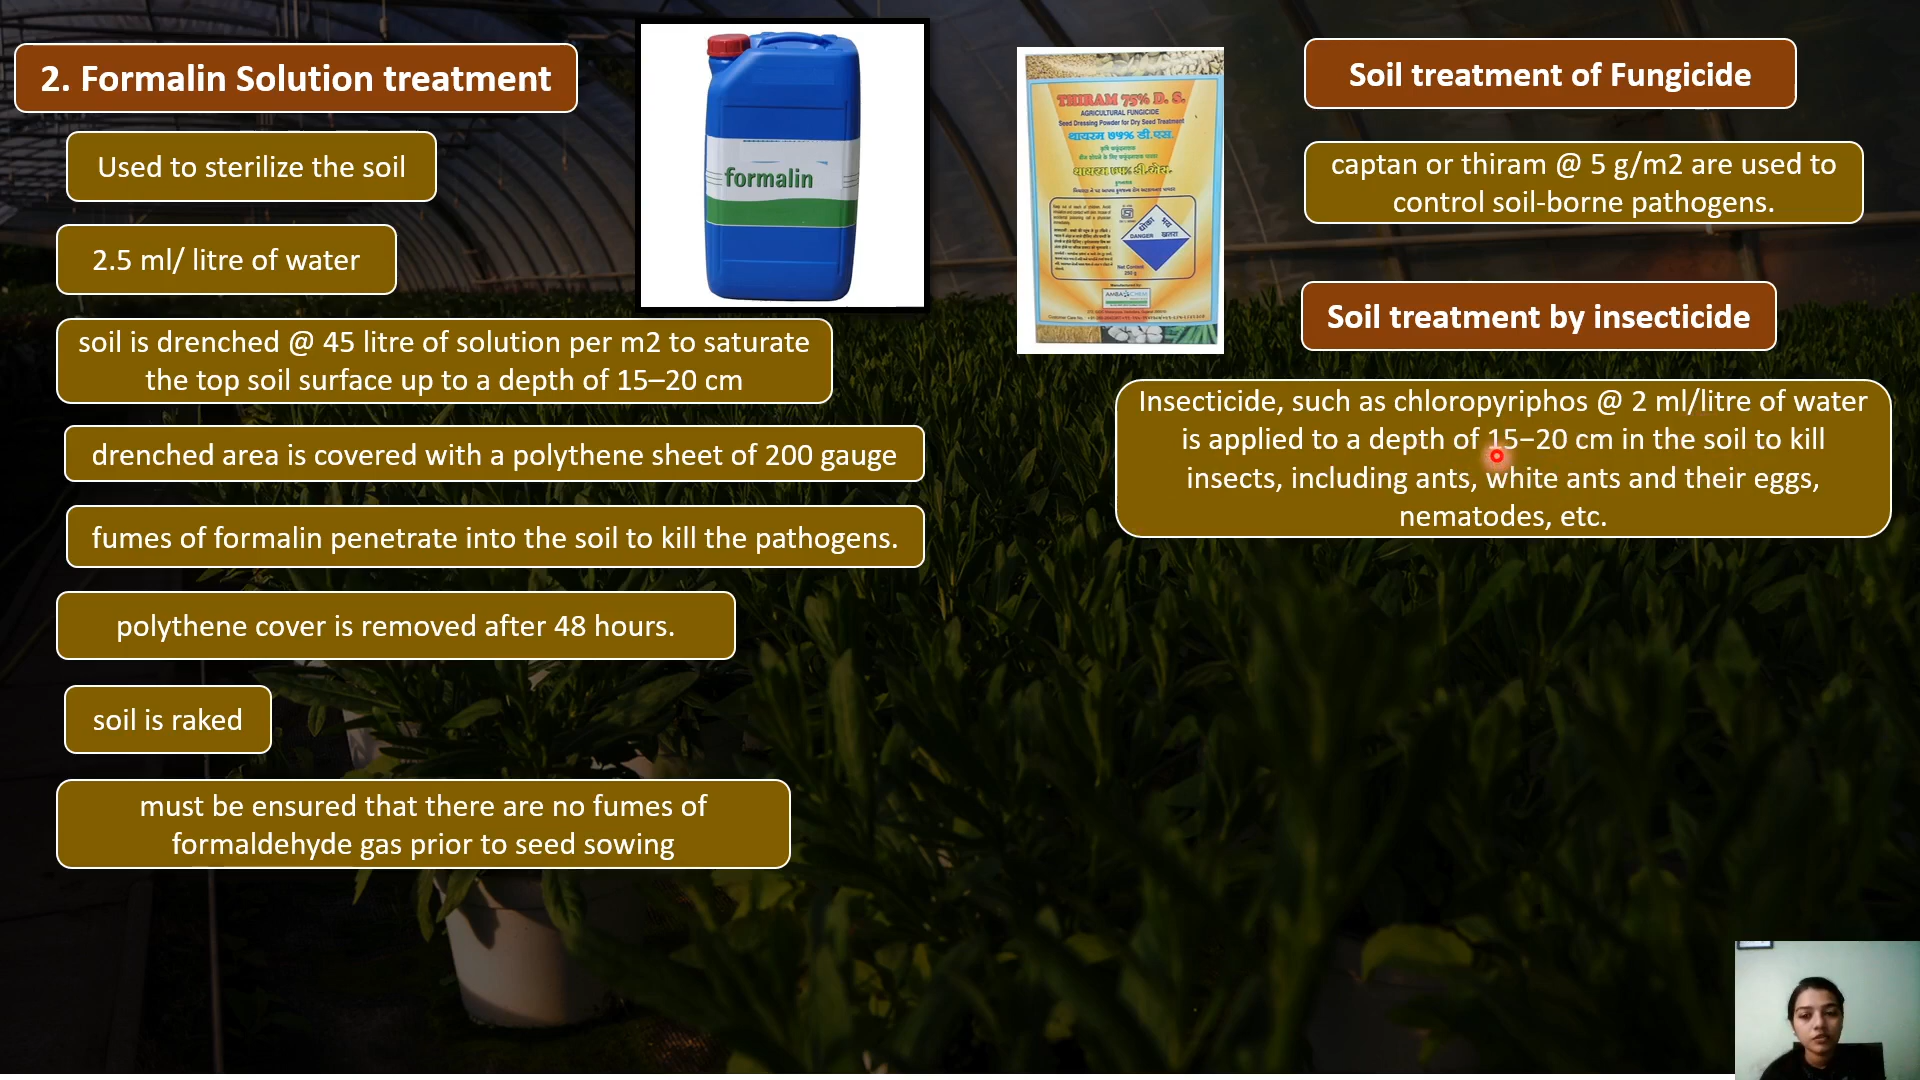 2. Formalin Solution treatment
Used to sterilize the soil
2.5 ml/ litre of water
soil is drenched @ 45 litre of solution per m2 to saturate
the top soil surface up to a depth of 15–20 cm
drenched area is covered with a polythene sheet of 200 gauge
fumes of formalin penetrate into the soil to kill the pathogens.
polythene cover is removed after 48 hours.
soil is raked
must be ensured that there are no fumes of
formaldehyde gas prior to seed sowing
formalin
THIRAM 75% D. S.
AGRICULTURAL FUNGICIDE
Seed Dressing Powder for Dry Seed Treatment
थायरम ७५% डी.एस.
DANGER
Net Content
250 g
Soil treatment of Fungicide
captan or thiram @ 5 g/m2 are used to
control soil-borne pathogens.
Soil treatment by insecticide
Insecticide, such as chloropyriphos @ 2 ml/litre of water
is applied to a depth of 15−20 cm in the soil to kill
insects, including ants, white ants and their eggs,
nematodes, etc.